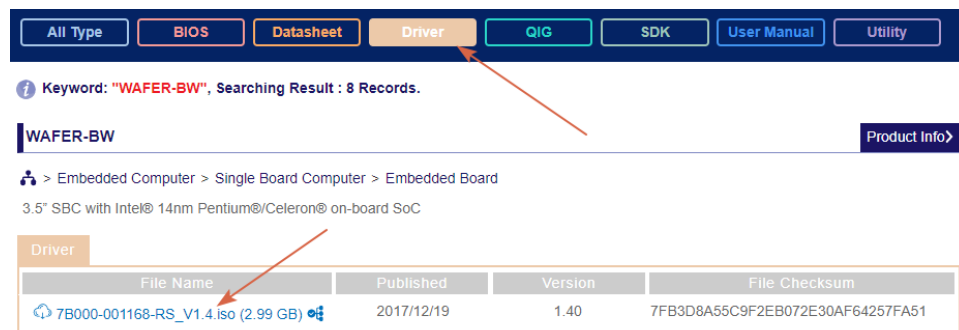 All Type BIOS Datasheet Driver QIG SDK User Manual Utility
Keyword: "WAFER-BW", Searching Result : 8 Records.
WAFER-BW Product Info
> Embedded Computer > Single Board Computer > Embedded Board
3.5" SBC with Intel® 14nm Pentium®/Celeron® on-board SoC
Driver
File Name Published Version File Checksum
7B000-001168-RS_V1.4.iso (2.99 GB) 2017/12/19 1.40 7FB3D8A55C9F2EB072E30AF64257FA51